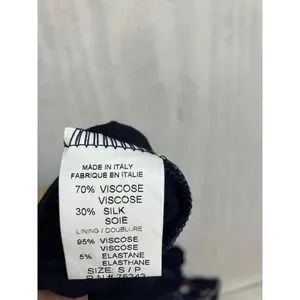 MADE IN ITALY
FABRIQUE EN ITALIE
70% VISCOSE
VISCOSE
30% SILK
SOIE
LINING / DOUBLURE
95% VISCOSE
VISCOSE
5% ELASTANE
ELASTHANE
SIZE: S / P